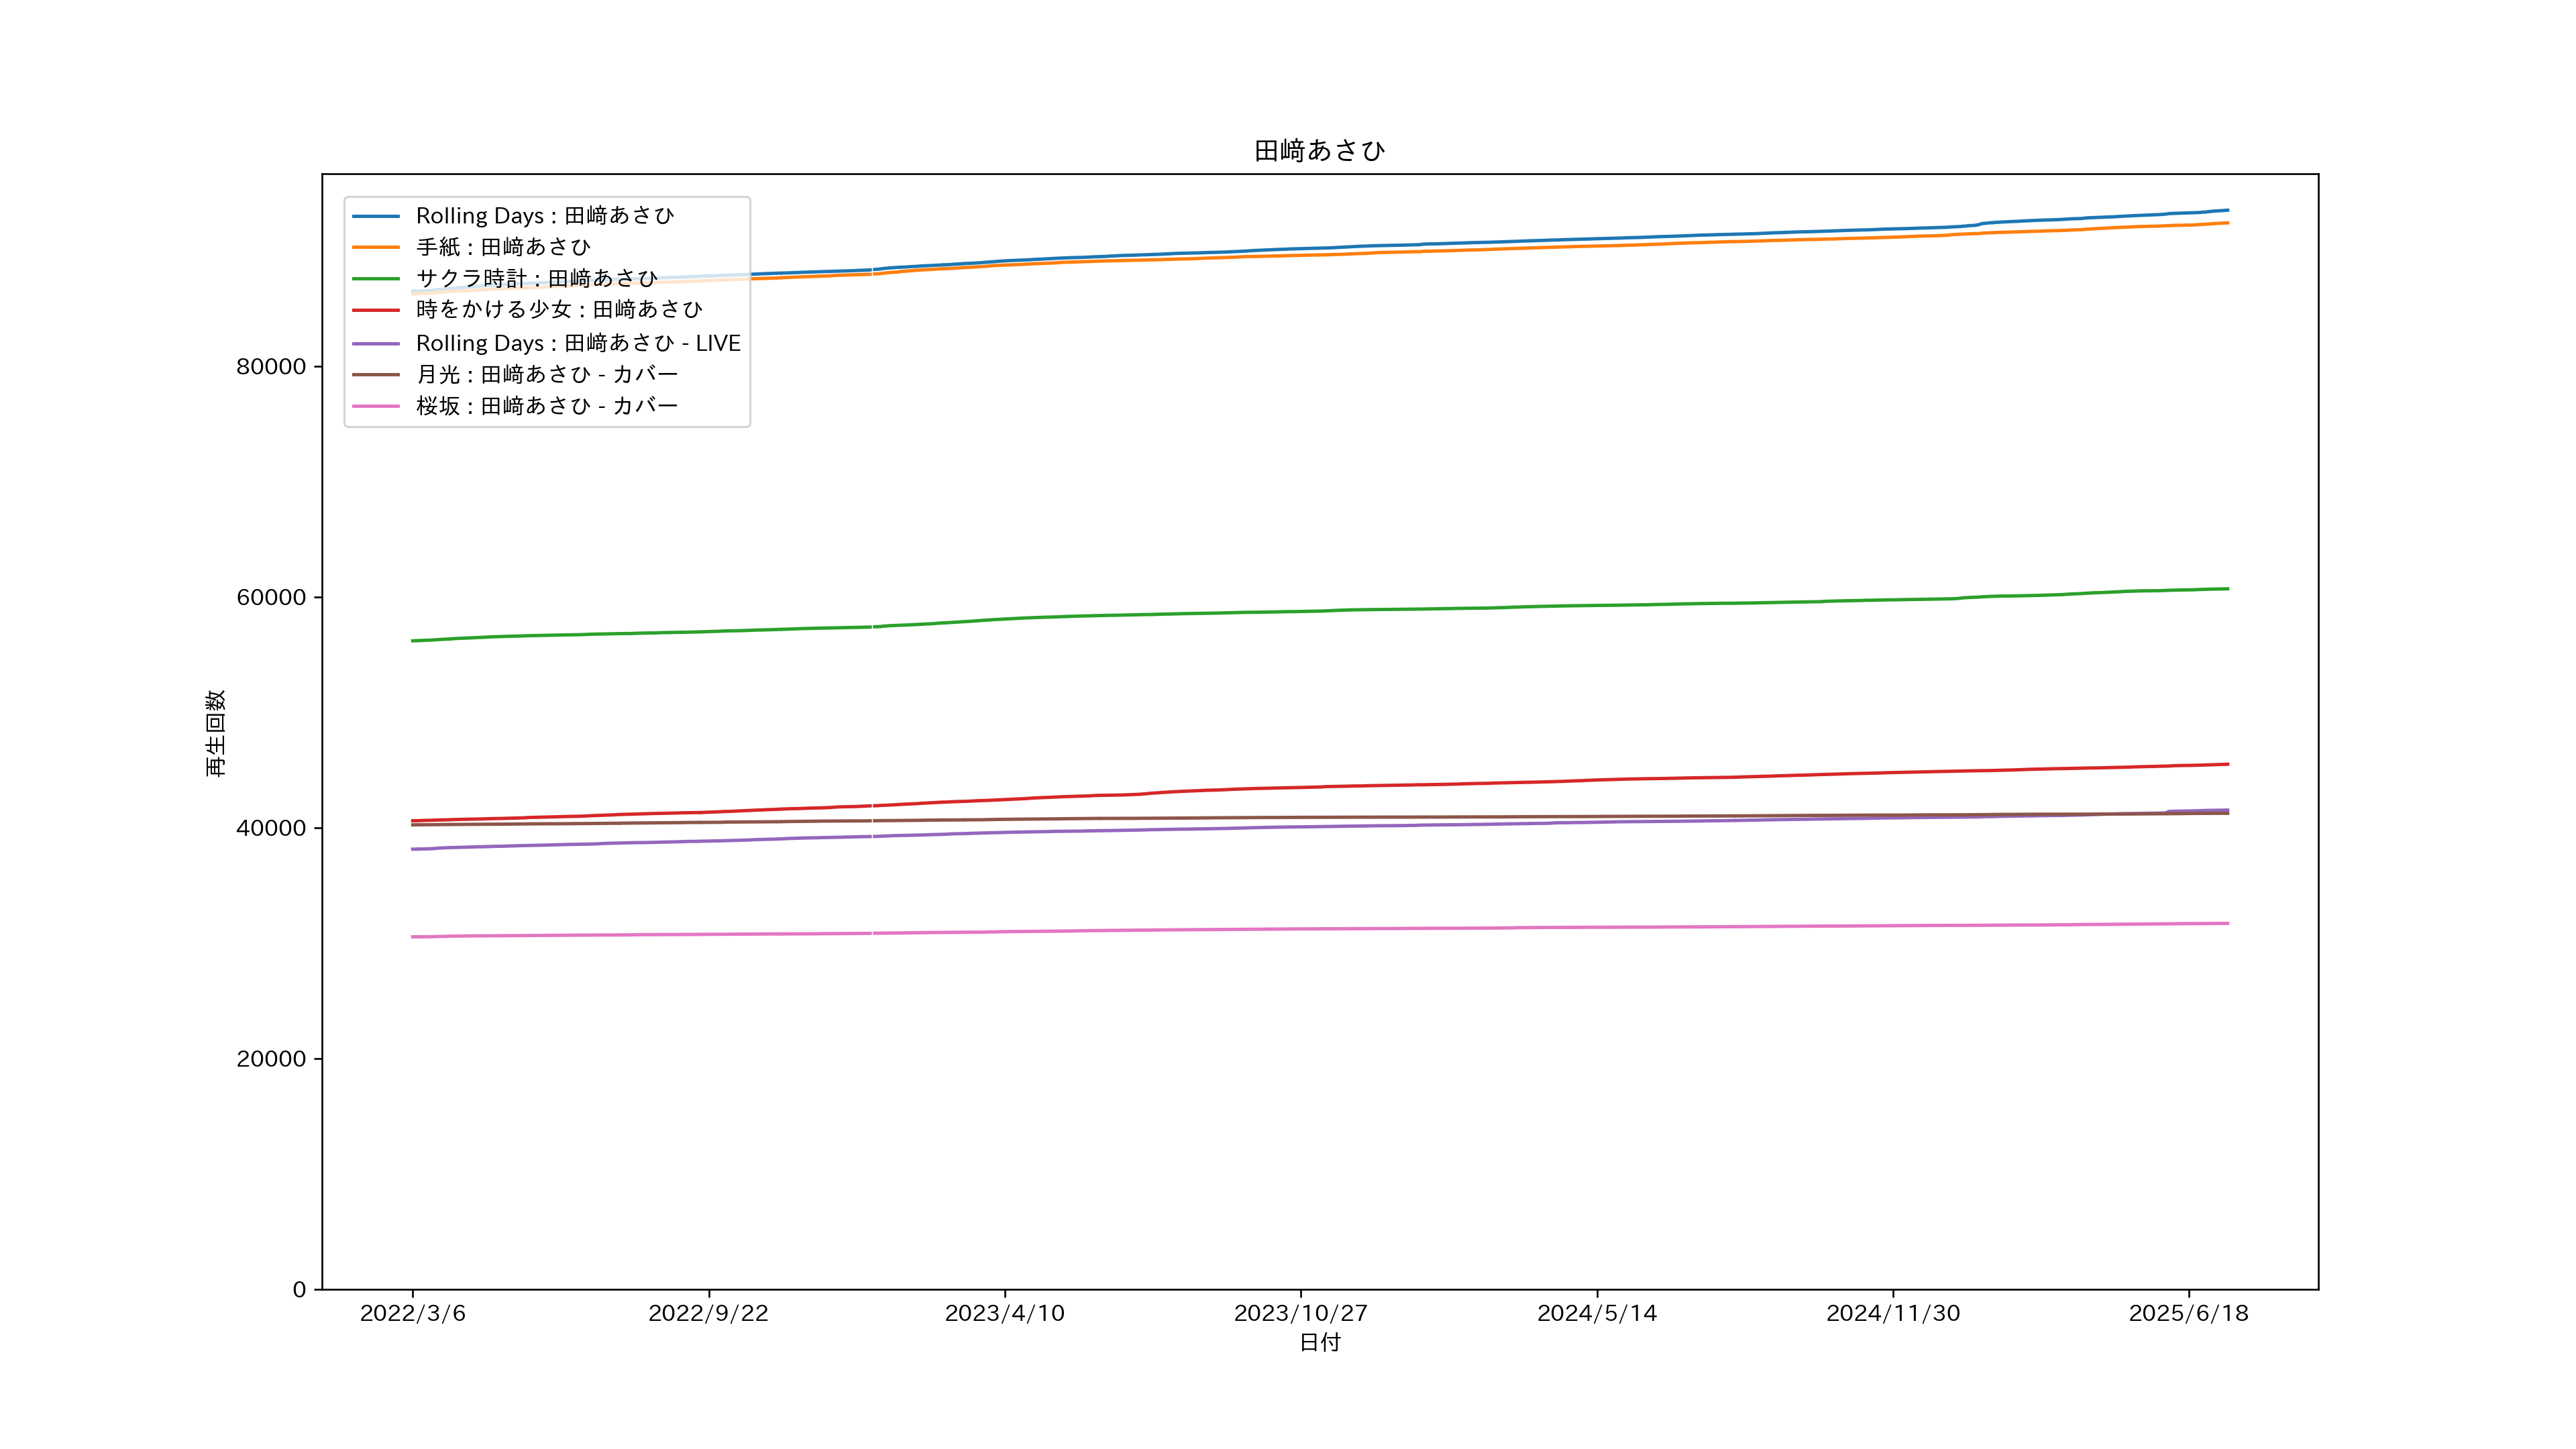 田﨑あさひ
Rolling Days : 田﨑あさひ
手紙 : 田﨑あさひ
サクラ時計 : 田﨑あさひ
時をかける少女 : 田﨑あさひ
Rolling Days : 田﨑あさひ - LIVE
月光 : 田﨑あさひ - カバー
桜坂 : 田﨑あさひ - カバー
80000
60000
40000
20000
0
再生回数
2022/3/6 2022/9/22 2023/4/10 2023/10/27 2024/5/14 2024/11/30 2025/6/18
日付